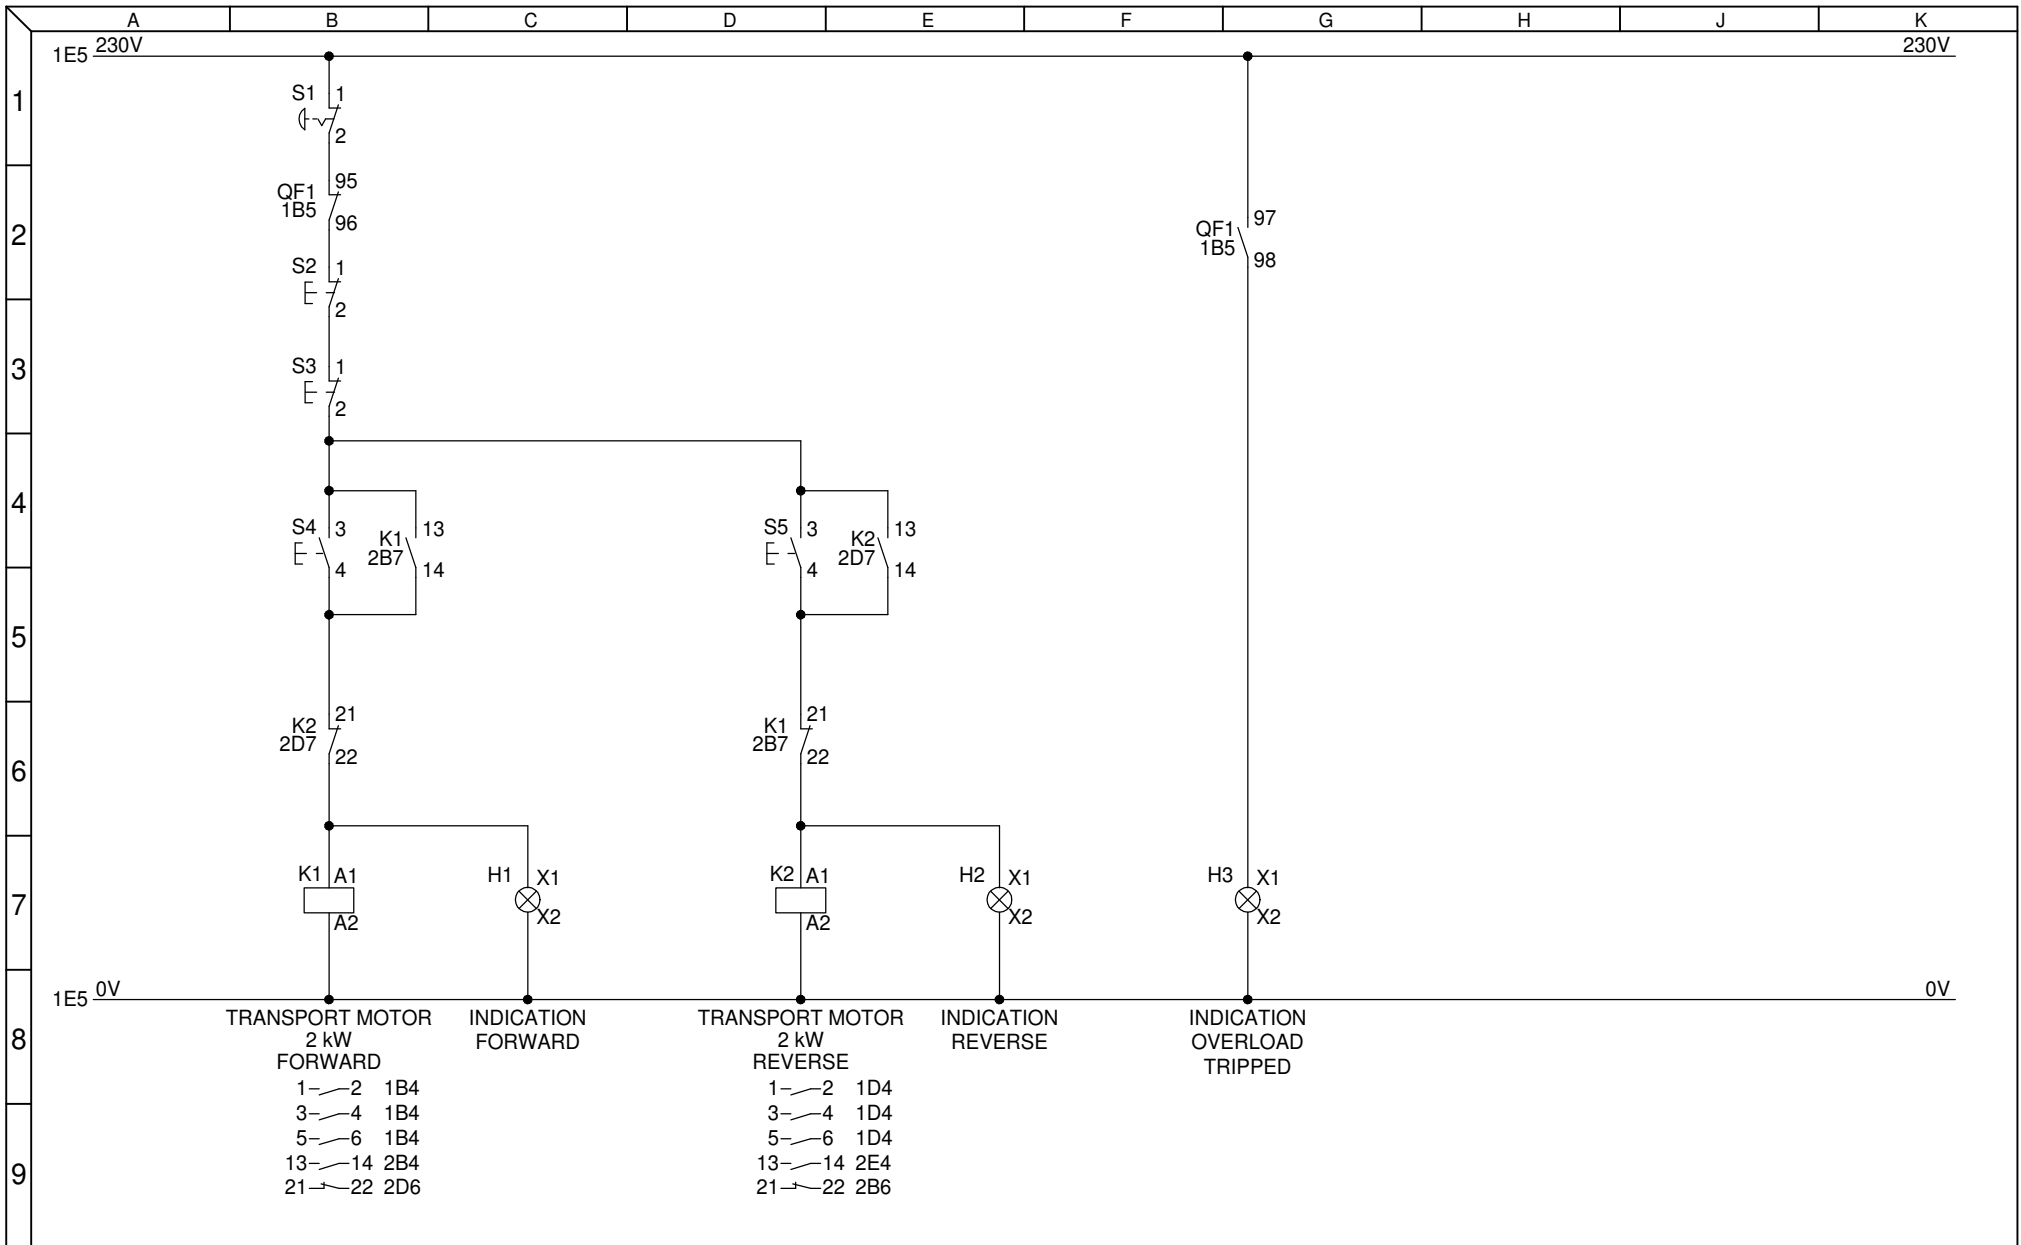 A B C D E F G H J K
230V 230V
1E5
1
S1 1
2
QF1 95
1B5
96
2
QF1 97
1B5
98
S2 1
2
3
S3 1
2
4
S4 3
4
K1 13
2B7
14
S5 3
4
K2 13
2D7
14
5
K2 21
2D7
22
K1 21
2B7
22
6
7
K1 A1
A2
H1 X1
X2
K2 A1
A2
H2 X1
X2
H3 X1
X2
1E5 0V 0V
8
TRANSPORT MOTOR
2 kW
FORWARD
1 2 1B4
3 4 1B4
5 6 1B4
13 14 2B4
21 22 2D6
INDICATION
FORWARD
TRANSPORT MOTOR
2 kW
REVERSE
1 2 1D4
3 4 1D4
5 6 1D4
13 14 2E4
21 22 2B6
INDICATION
REVERSE
INDICATION
OVERLOAD
TRIPPED
9